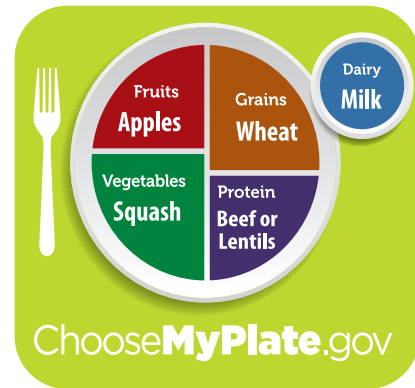 Fruits
Apples
Grains
Wheat
Dairy
Milk
Vegetables
Squash
Protein
Beef or
Lentils
ChooseMyPlate.gov